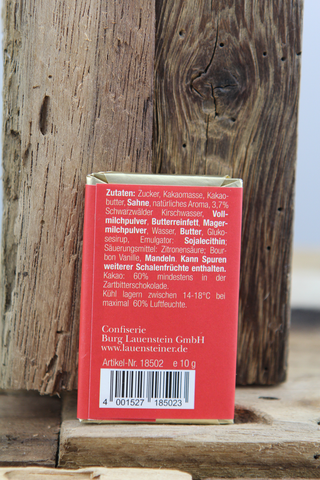 Zutaten: Zucker, Kakaomasse, Kakao-
butter, Sahne, natürliches Aroma, 3,7%
Schwarzwälder Kirschwasser, Voll-
milchpulver, Butterreinfett, Mager-
milchpulver, Wasser, Butter, Gluko-
sesirup, Emulgator: Sojalecithin;
Säuerungsmittel: Zitronensäure; Bour-
bon Vanille, Mandeln. Kann Spuren
weiterer Schalenfrüchte enthalten.
Kakao: 60% mindestens in der
Zartbitterschokolade.
Kühl lagern zwischen 14-18°C bei
maximal 60% Luftfeuchte.
Confiserie
Burg Lauenstein GmbH
www.lauensteiner.de
Artikel-Nr. 18502 e 10 g
4 001527 185023